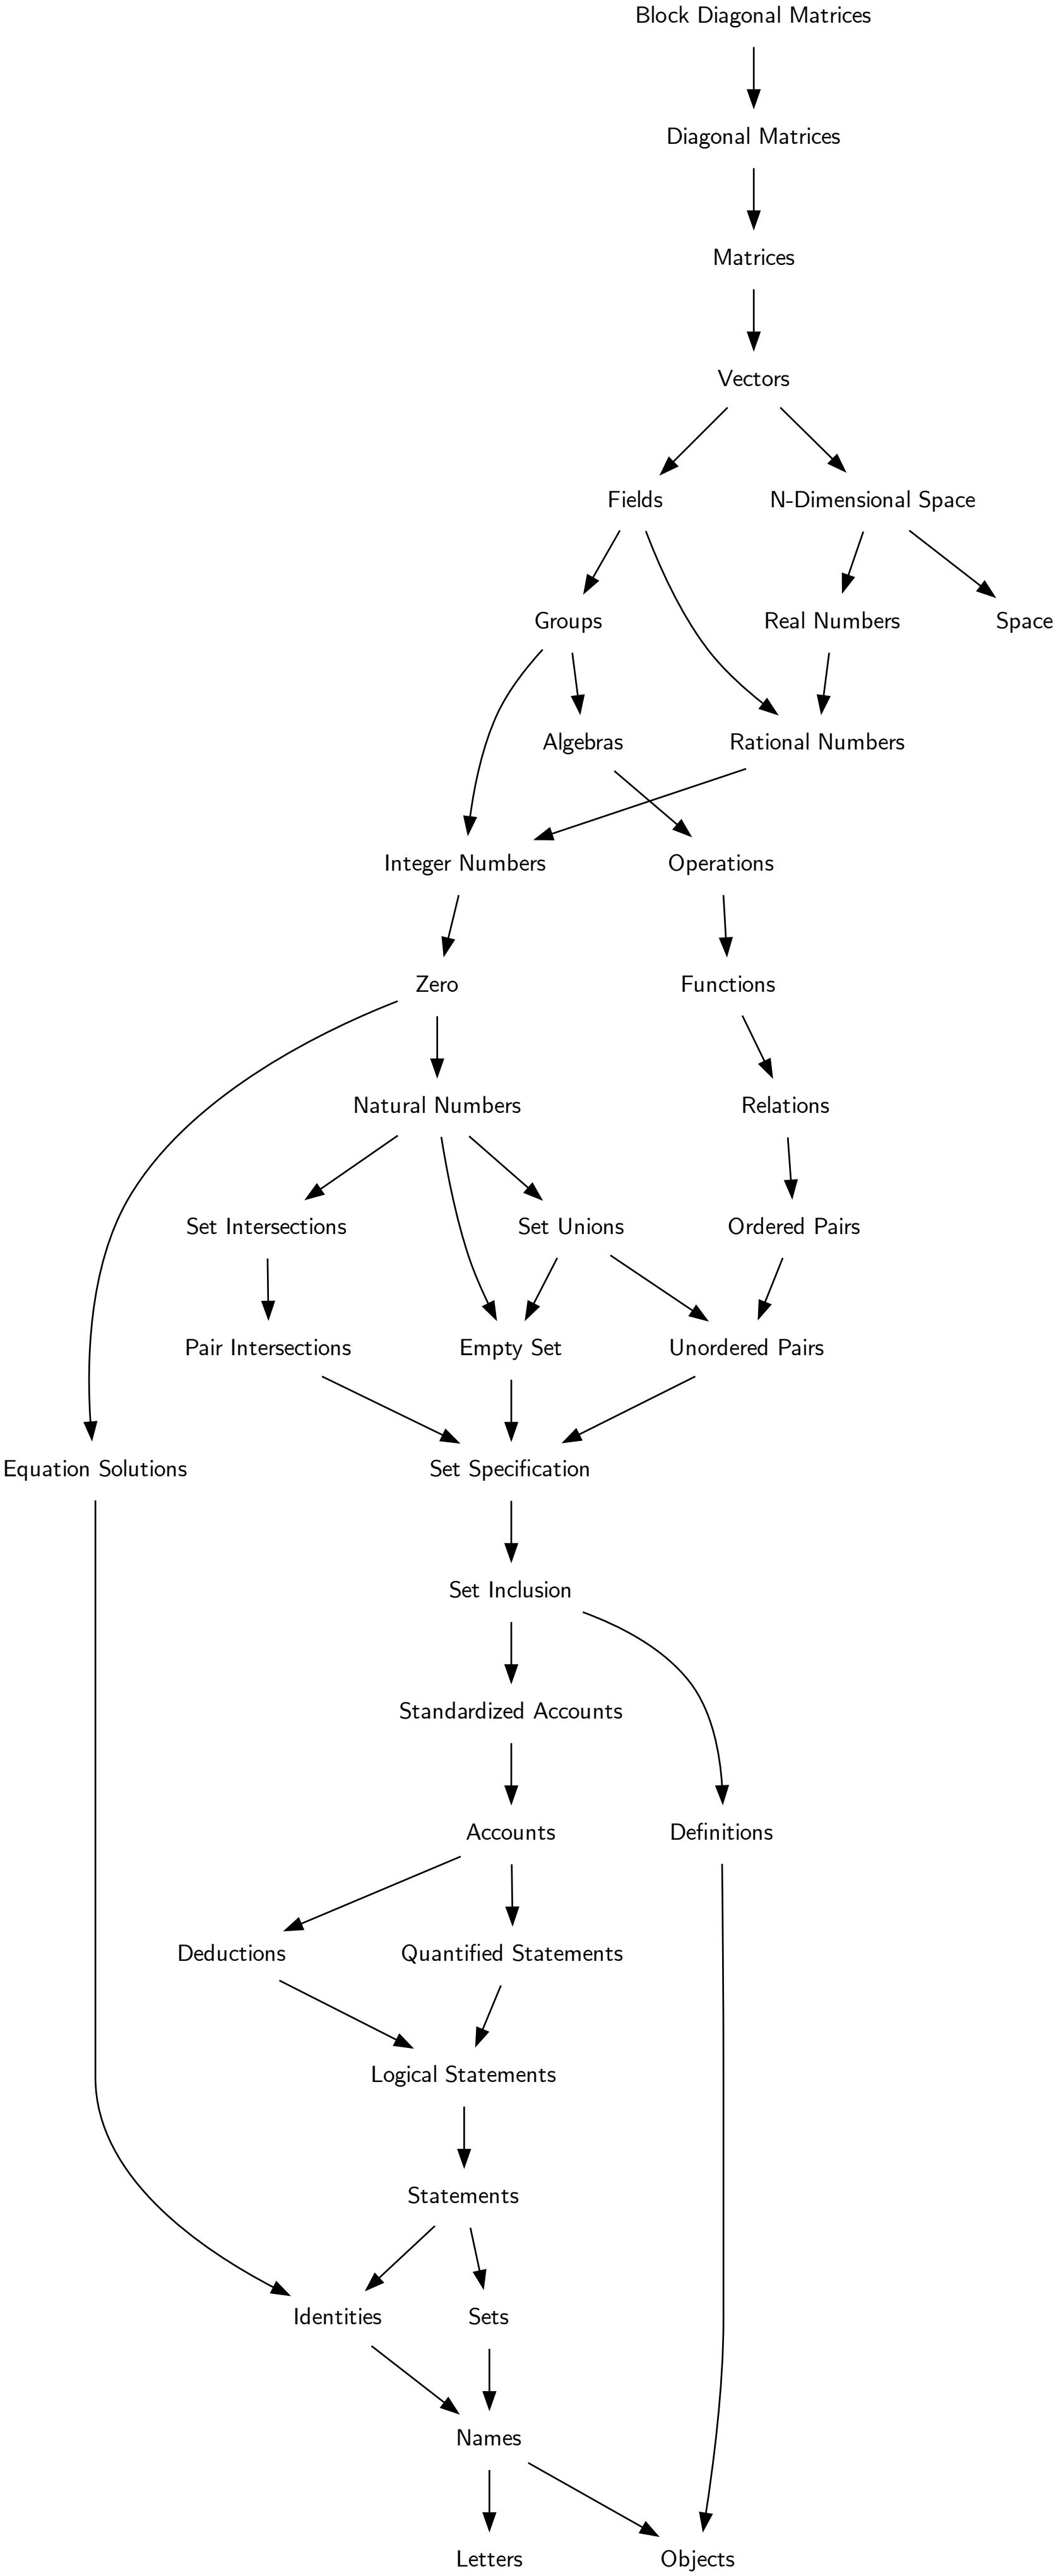 Block Diagonal Matrices
Diagonal Matrices
Matrices
Vectors
Fields
N-Dimensional Space
Groups
Real Numbers
Space
Algebras
Rational Numbers
Integer Numbers
Operations
Zero
Functions
Natural Numbers
Relations
Set Intersections
Set Unions
Ordered Pairs
Pair Intersections
Empty Set
Unordered Pairs
Equation Solutions
Set Specification
Set Inclusion
Standardized Accounts
Accounts
Definitions
Deductions
Quantified Statements
Logical Statements
Statements
Identities
Sets
Names
Letters
Objects